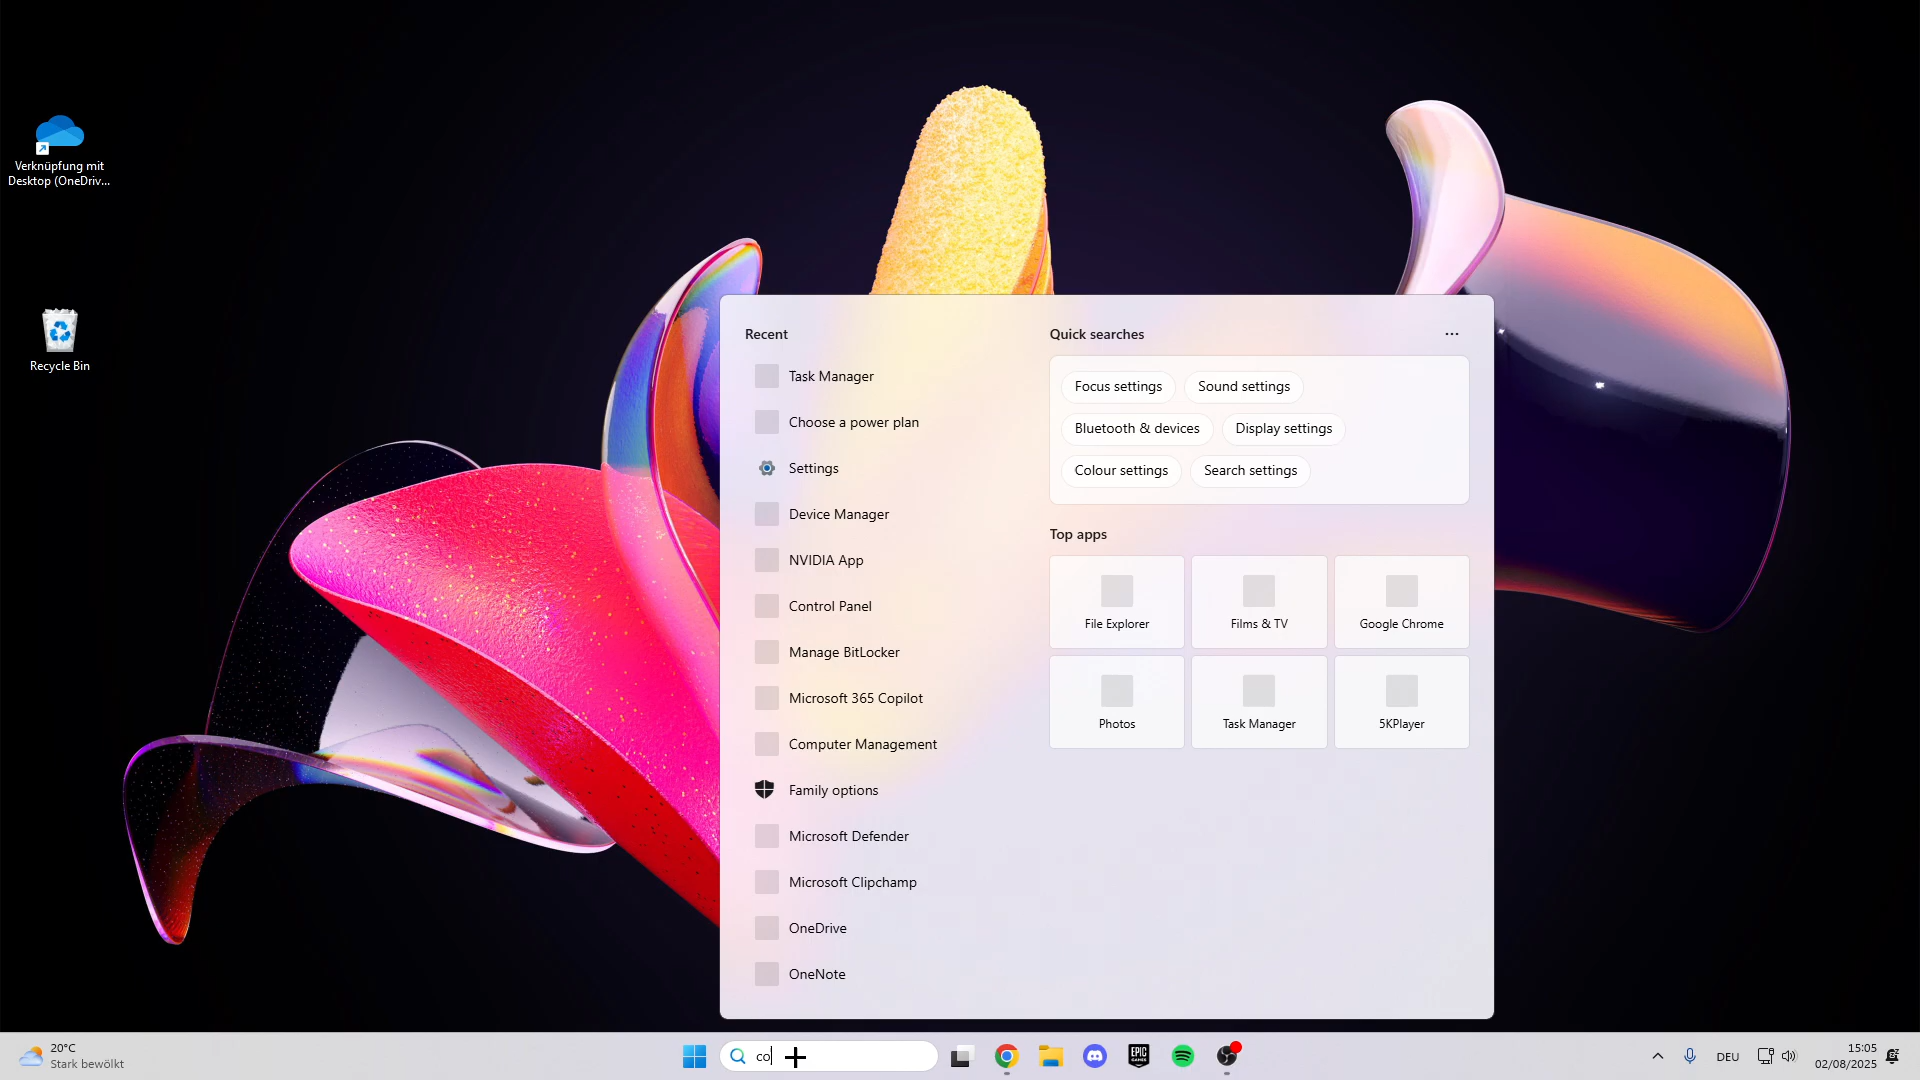 Verknüpfung mit
Desktop (OneDriv...
Recycle Bin
Recent
Task Manager
Choose a power plan
Settings
Device Manager
NVIDIA App
Control Panel
Manage BitLocker
Microsoft 365 Copilot
Computer Management
Family options
Microsoft Defender
Microsoft Clipchamp
OneDrive
OneNote
Quick searches
Focus settings
Sound settings
Bluetooth & devices
Display settings
Colour settings
Search settings
Top apps
File Explorer
Films & TV
Google Chrome
Photos
Task Manager
5KPlayer
20°C
Stark bewölkt
co
EPIC
GAMES
DEU
15:05
02/08/2025